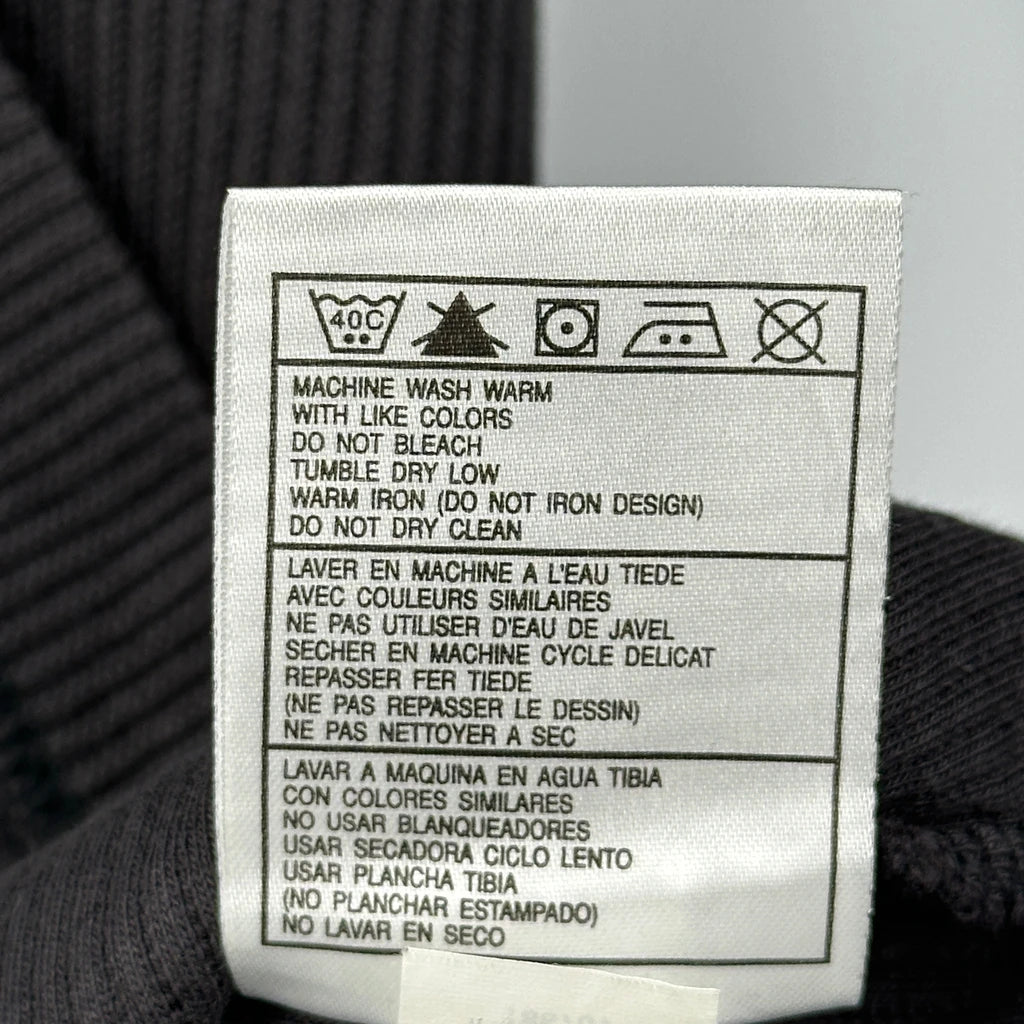 40C
MACHINE WASH WARM
WITH LIKE COLORS
DO NOT BLEACH
TUMBLE DRY LOW
WARM IRON (DO NOT IRON DESIGN)
DO NOT DRY CLEAN
LAVER EN MACHINE A L'EAU TIEDE
AVEC COULEURS SIMILAIRES
NE PAS UTILISER D'EAU DE JAVEL
SECHER EN MACHINE CYCLE DELICAT
REPASSER FER TIEDE
(NE PAS REPASSER LE DESSIN)
NE PAS NETTOYER A SEC
LAVAR A MAQUINA EN AGUA TIBIA
CON COLORES SIMILARES
NO USAR BLANQUEADORES
USAR SECADORA CICLO LENTO
USAR PLANCHA TIBIA
(NO PLANCHAR ESTAMPADO)
NO LAVAR EN SECO